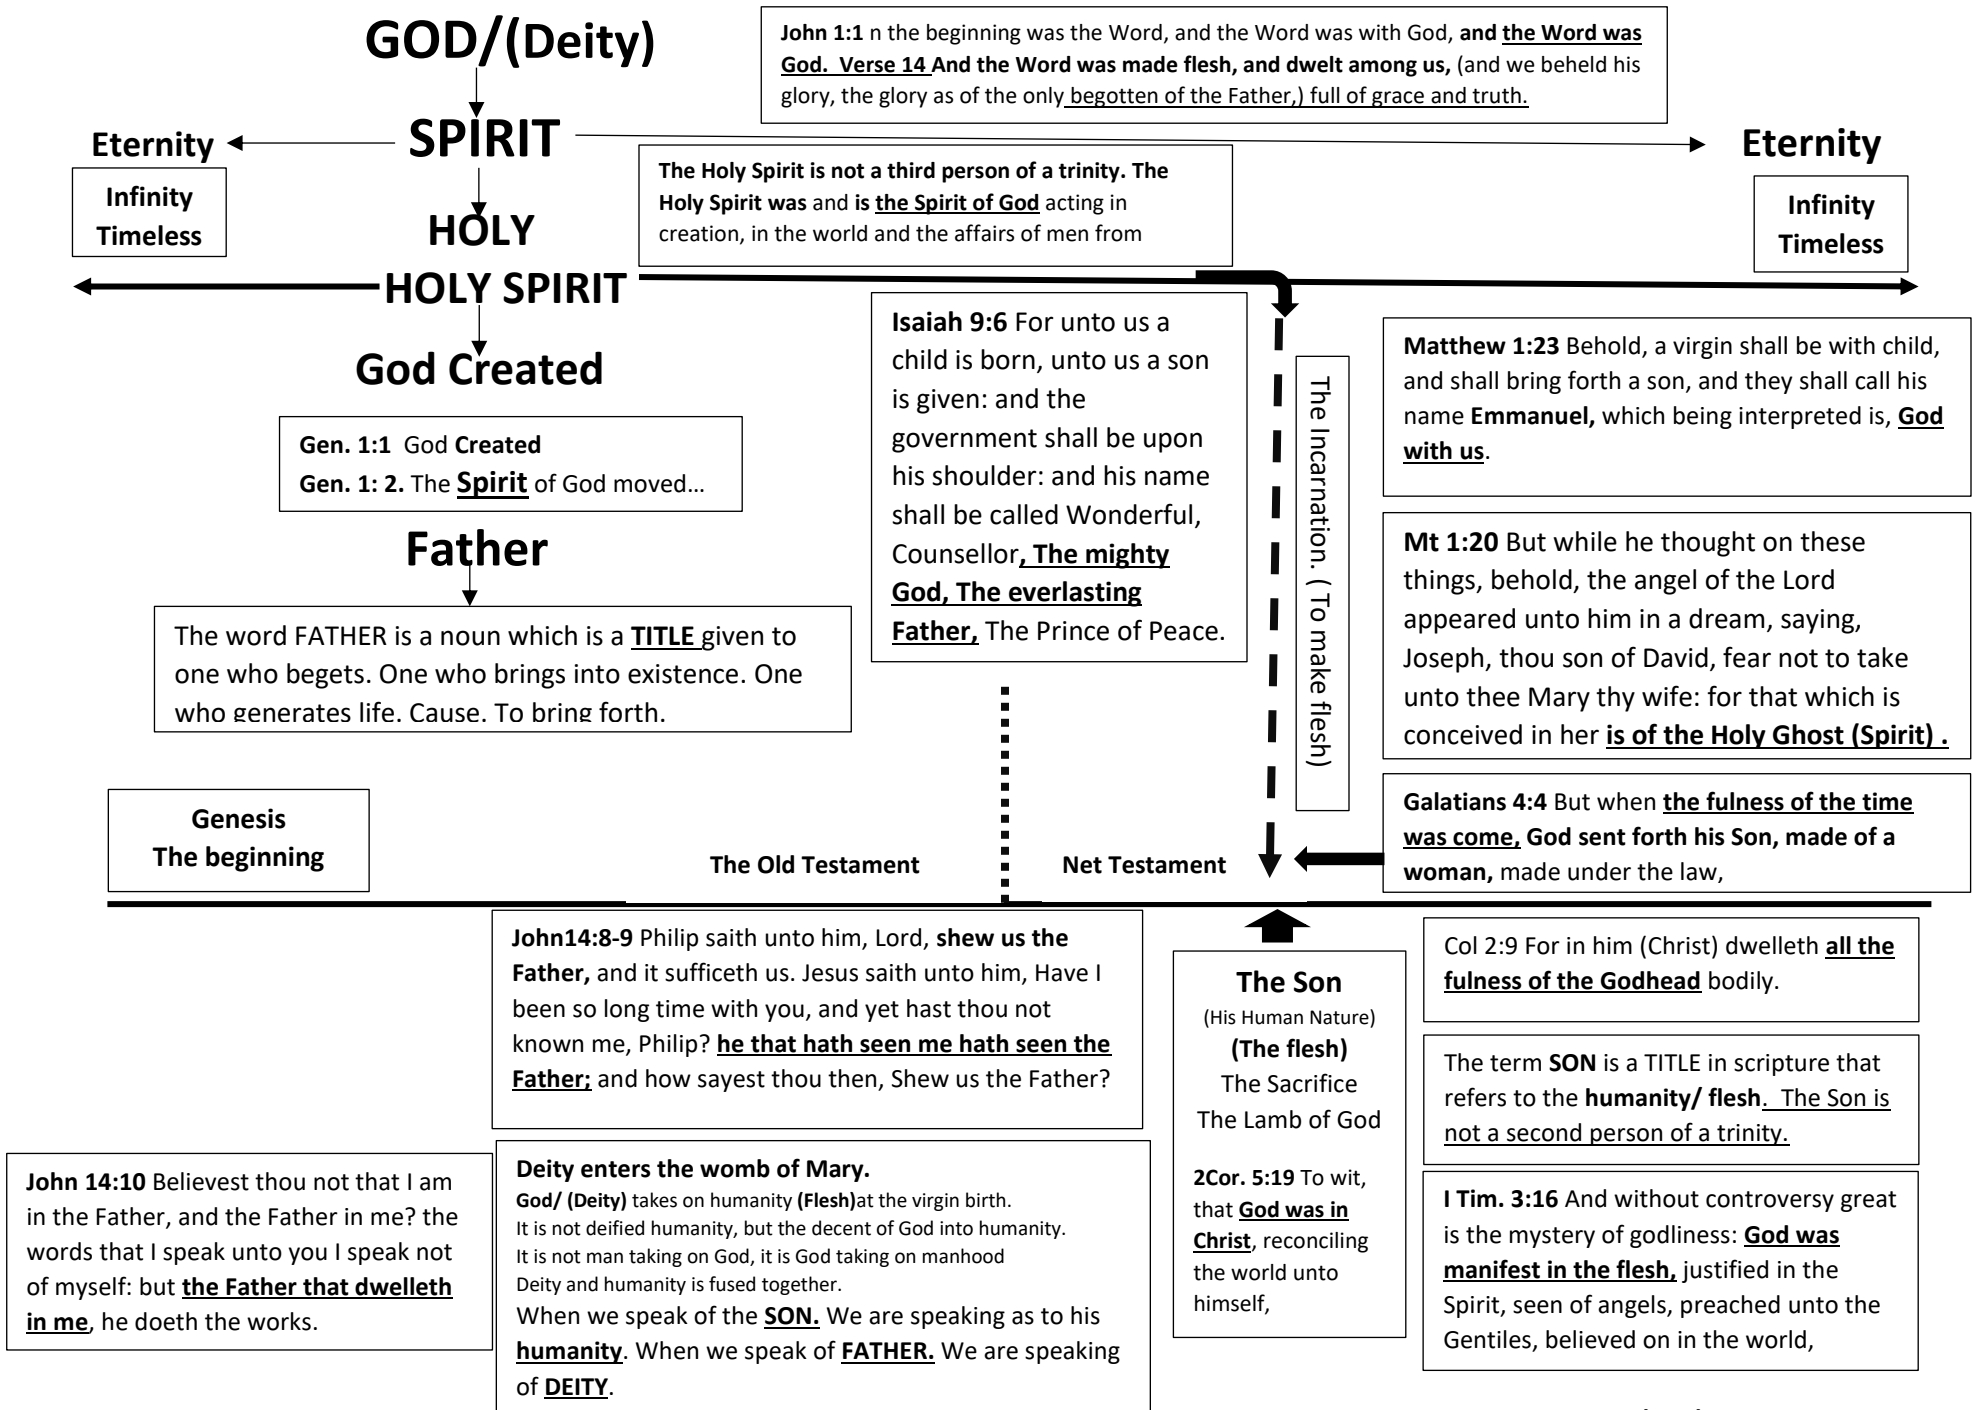 GOD/(Deity)
John 1:1 n the beginning was the Word, and the Word was with God, and the Word was
God.  Verse 14 And the Word was made flesh, and dwelt among us, (and we beheld his
glory, the glory as of the only begotten of the Father,) full of grace and truth.
SPIRIT
Eternity
Eternity
Infinity
Timeless
The Holy Spirit is not a third person of a trinity. The
Holy Spirit was and is the Spirit of God acting in
creation, in the world and the affairs of men from
Infinity
Timeless
HOLY
HOLY SPIRIT
God Created
Gen. 1:1  God Created
Gen. 1: 2. The Spirit of God moved...
Father
The word FATHER is a noun which is a TITLE given to
one who begets. One who brings into existence. One
who generates life. Cause. To bring forth.
Isaiah 9:6 For unto us a
child is born, unto us a son
is given: and the
government shall be upon
his shoulder: and his name
shall be called Wonderful,
Counsellor, The mighty
God, The everlasting
Father, The Prince of Peace.
The Incarnation. ( To make flesh)
Matthew 1:23 Behold, a virgin shall be with child,
and shall bring forth a son, and they shall call his
name Emmanuel, which being interpreted is, God
with us.
Mt 1:20 But while he thought on these
things, behold, the angel of the Lord
appeared unto him in a dream, saying,
Joseph, thou son of David, fear not to take
unto thee Mary thy wife: for that which is
conceived in her is of the Holy Ghost (Spirit) .
Galatians 4:4 But when the fulness of the time
was come, God sent forth his Son, made of a
woman, made under the law,
Genesis
The beginning
The Old Testament
Net Testament
John14:8-9 Philip saith unto him, Lord, shew us the
Father, and it sufficeth us. Jesus saith unto him, Have I
been so long time with you, and yet hast thou not
known me, Philip? he that hath seen me hath seen the
Father; and how sayest thou then, Shew us the Father?
The Son
(His Human Nature)
(The flesh)
The Sacrifice
The Lamb of God
2Cor. 5:19 To wit,
that God was in
Christ, reconciling
the world unto
himself,
Col 2:9 For in him (Christ) dwelleth all the
fulness of the Godhead bodily.
The term SON is a TITLE in scripture that
refers to the humanity/ flesh.  The Son is
not a second person of a trinity.
I Tim. 3:16 And without controversy great
is the mystery of godliness: God was
manifest in the flesh, justified in the
Spirit, seen of angels, preached unto the
Gentiles, believed on in the world,
John 14:10 Believest thou not that I am
in the Father, and the Father in me? the
words that I speak unto you I speak not
of myself: but the Father that dwelleth
in me, he doeth the works.
Deity enters the womb of Mary.
God/ (Deity) takes on humanity (Flesh)at the virgin birth.
It is not deified humanity, but the decent of God into humanity.
It is not man taking on God, it is God taking on manhood
Deity and humanity is fused together.
When we speak of the SON. We are speaking as to his
humanity. When we speak of FATHER. We are speaking
of DEITY.